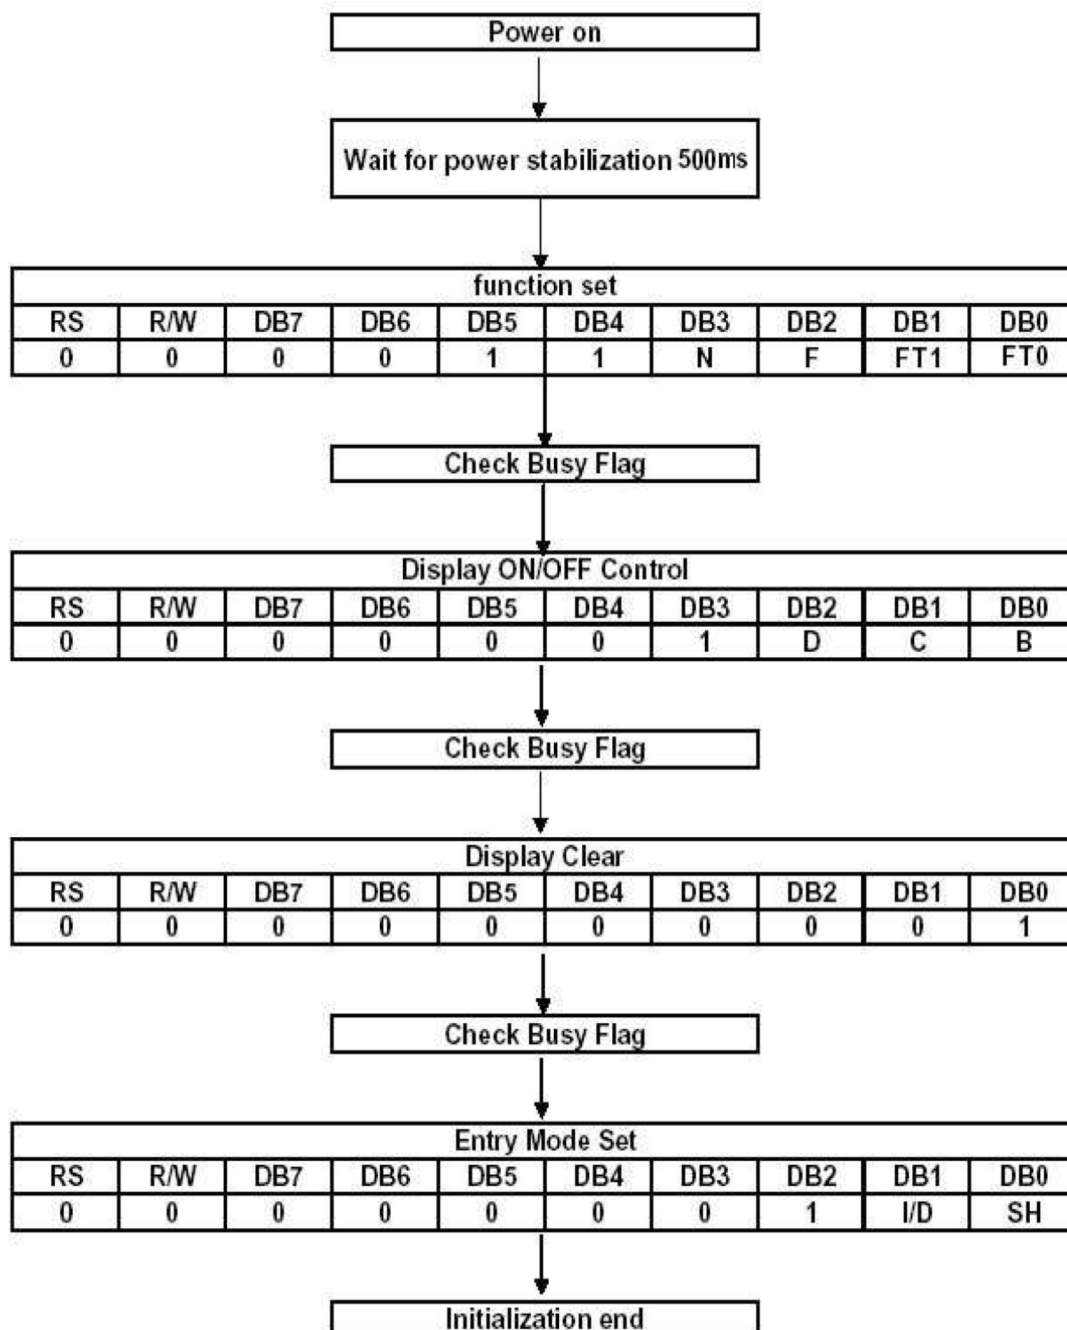 Power on
Wait for power stabilization 500ms
function set
RS R/W DB7 DB6 DB5 DB4 DB3 DB2 DB1 DB0
0 0 0 0 1 1 N F FT1 FT0
Check Busy Flag
Display ON/OFF Control
RS R/W DB7 DB6 DB5 DB4 DB3 DB2 DB1 DB0
0 0 0 0 0 0 1 D C B
Check Busy Flag
Display Clear
RS R/W DB7 DB6 DB5 DB4 DB3 DB2 DB1 DB0
0 0 0 0 0 0 0 0 0 1
Check Busy Flag
Entry Mode Set
RS R/W DB7 DB6 DB5 DB4 DB3 DB2 DB1 DB0
0 0 0 0 0 0 0 1 I/D SH
Initialization end